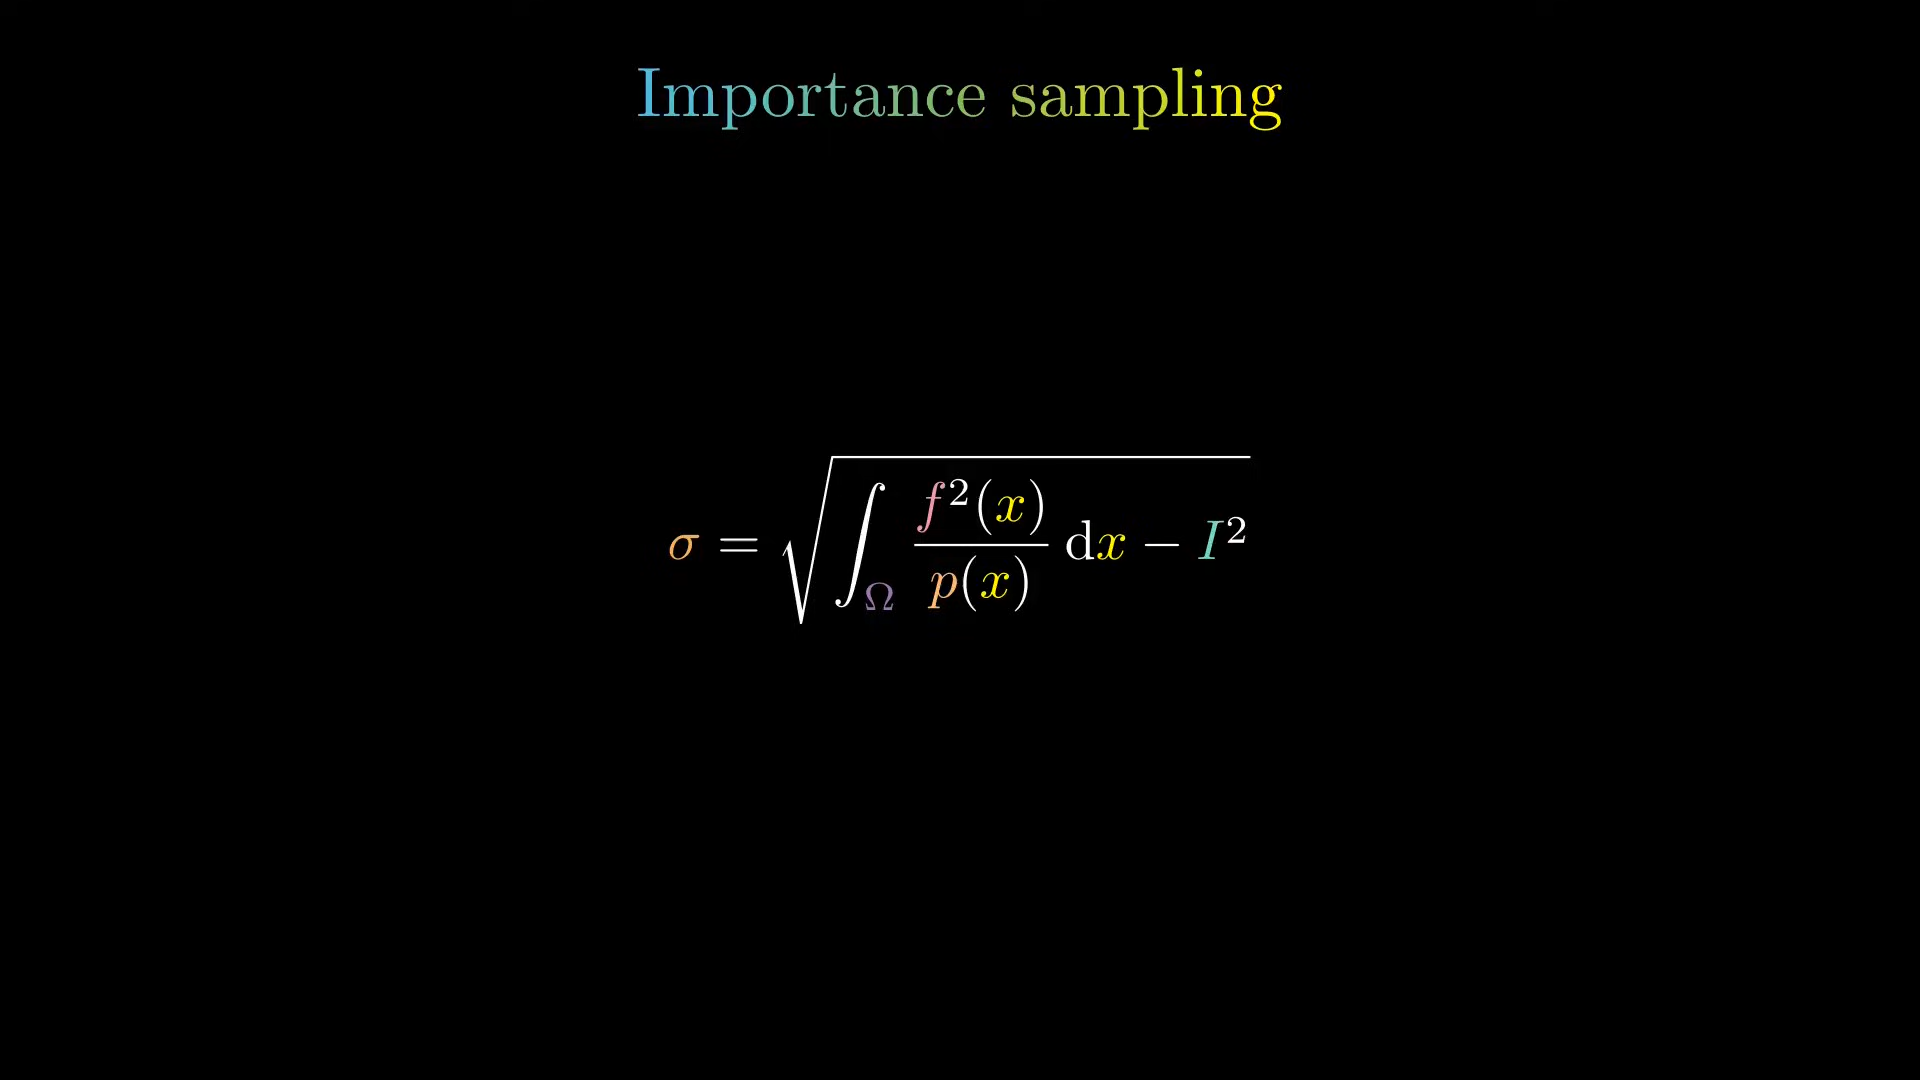 Importance sampling
σ = √(∫_Ω f²(x)/p(x) dx − I²)